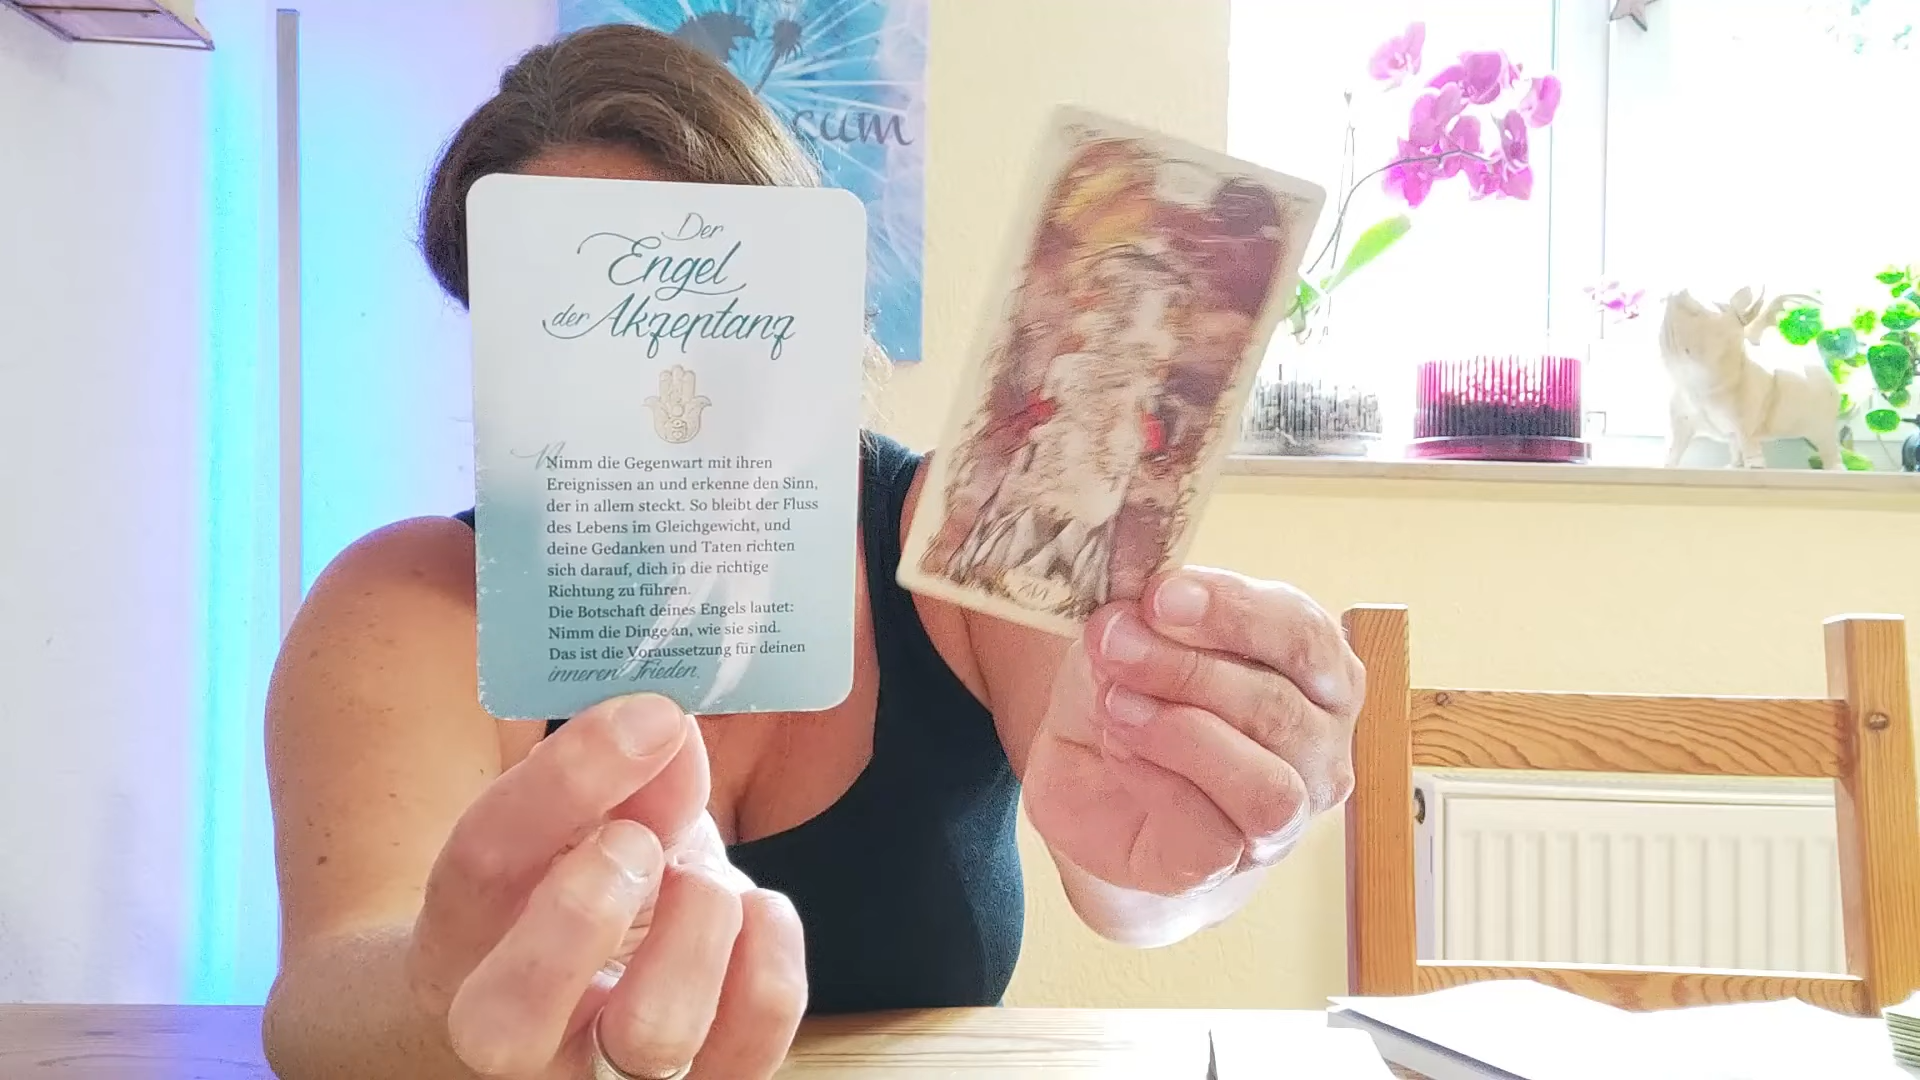 Der
Engel
der Akzeptanz
Nimm die Gegenwart mit ihren
Ereignissen an und erkenne den Sinn,
der in allem steckt. So bleibt der Fluss
des Lebens im Gleichgewicht, und
deine Gedanken und Taten richten
sich darauf, dich in die richtige
Richtung zu führen.
Die Botschaft deines Engels lautet:
Nimm die Dinge an, wie sie sind.
Das ist die Voraussetzung für deinen
inneren Frieden.